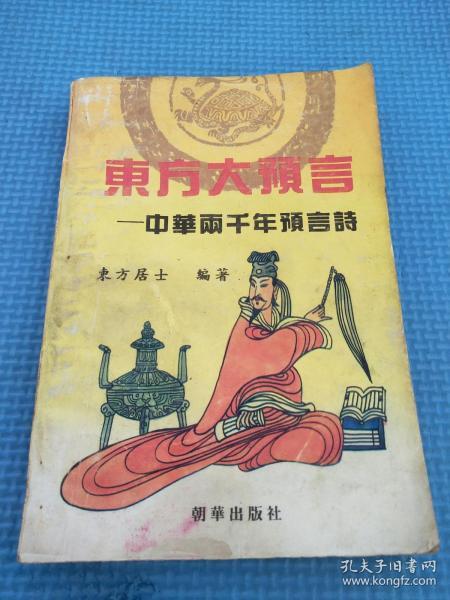 東方大預言
—中華兩千年預言詩
東方居士 编著
朝華出版社
孔夫子旧书网
www.kongfz.com